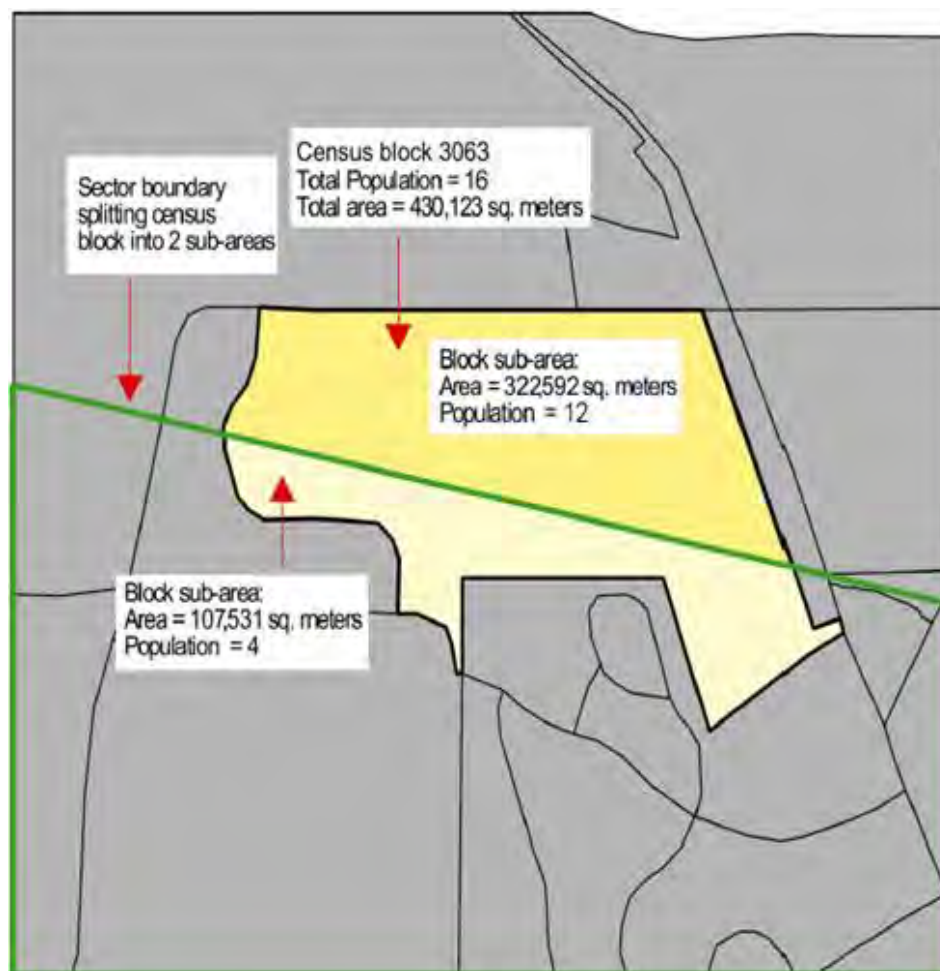 Census block 3063
Total Population = 16
Total area = 430,123 sq. meters
Sector boundary
splitting census
block into 2 sub-areas
Block sub-area:
Area = 322,592 sq. meters
Population = 12
Block sub-area:
Area = 107,531 sq. meters
Population = 4